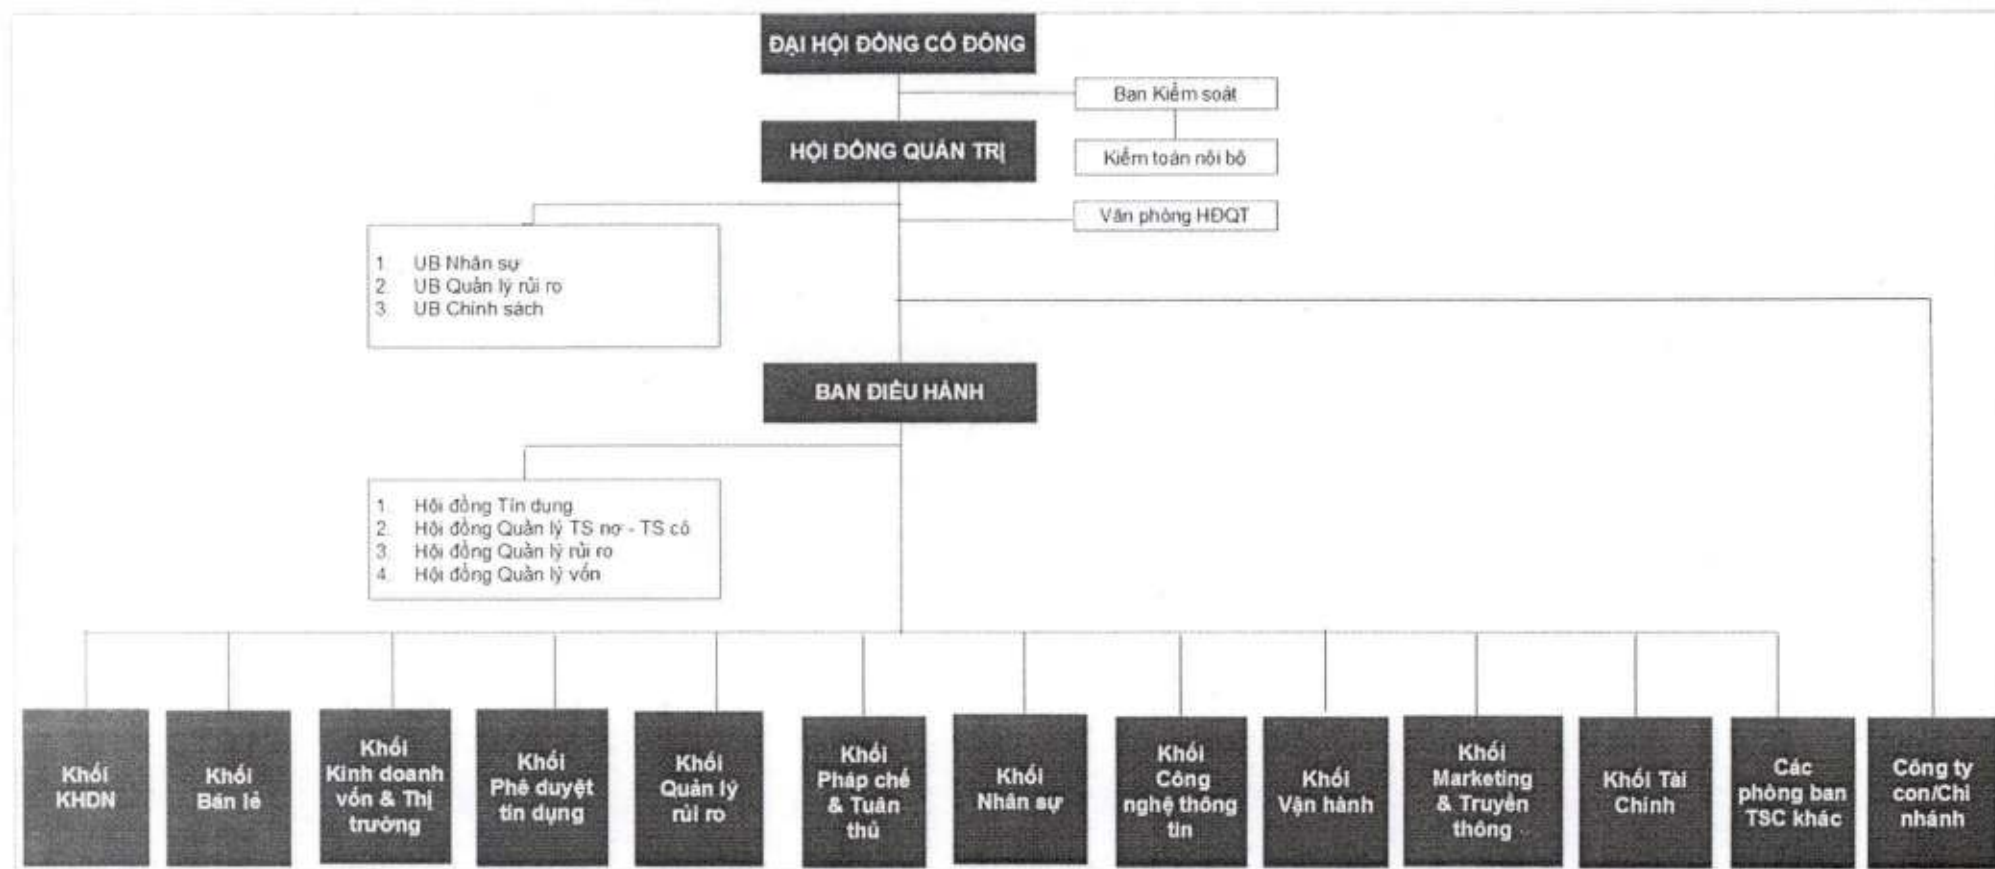 ĐẠI HỘI ĐỒNG CỔ ĐÔNG
Ban Kiểm soát
HỘI ĐỒNG QUẢN TRỊ
Kiểm toán nội bộ
Văn phòng HĐQT
1. UB Nhân sự
2. UB Quản lý rủi ro
3. UB Chính sách
BAN ĐIỀU HÀNH
1. Hội đồng Tín dụng
2. Hội đồng Quản lý TS nợ - TS có
3. Hội đồng Quản lý rủi ro
4. Hội đồng Quản lý vốn
Khối
KHDN
Khối
Bán lẻ
Khối
Kinh doanh
vốn & Thị
trường
Khối
Phê duyệt
tín dụng
Khối
Quản lý
rủi ro
Khối
Pháp chế
& Tuân
thủ
Khối
Nhân sự
Khối
Công
nghệ thông
tin
Khối
Vận hành
Khối
Marketing
& Truyền
thông
Khối Tài
Chính
Các
phòng ban
TSC khác
Công ty
con/Chi
nhánh